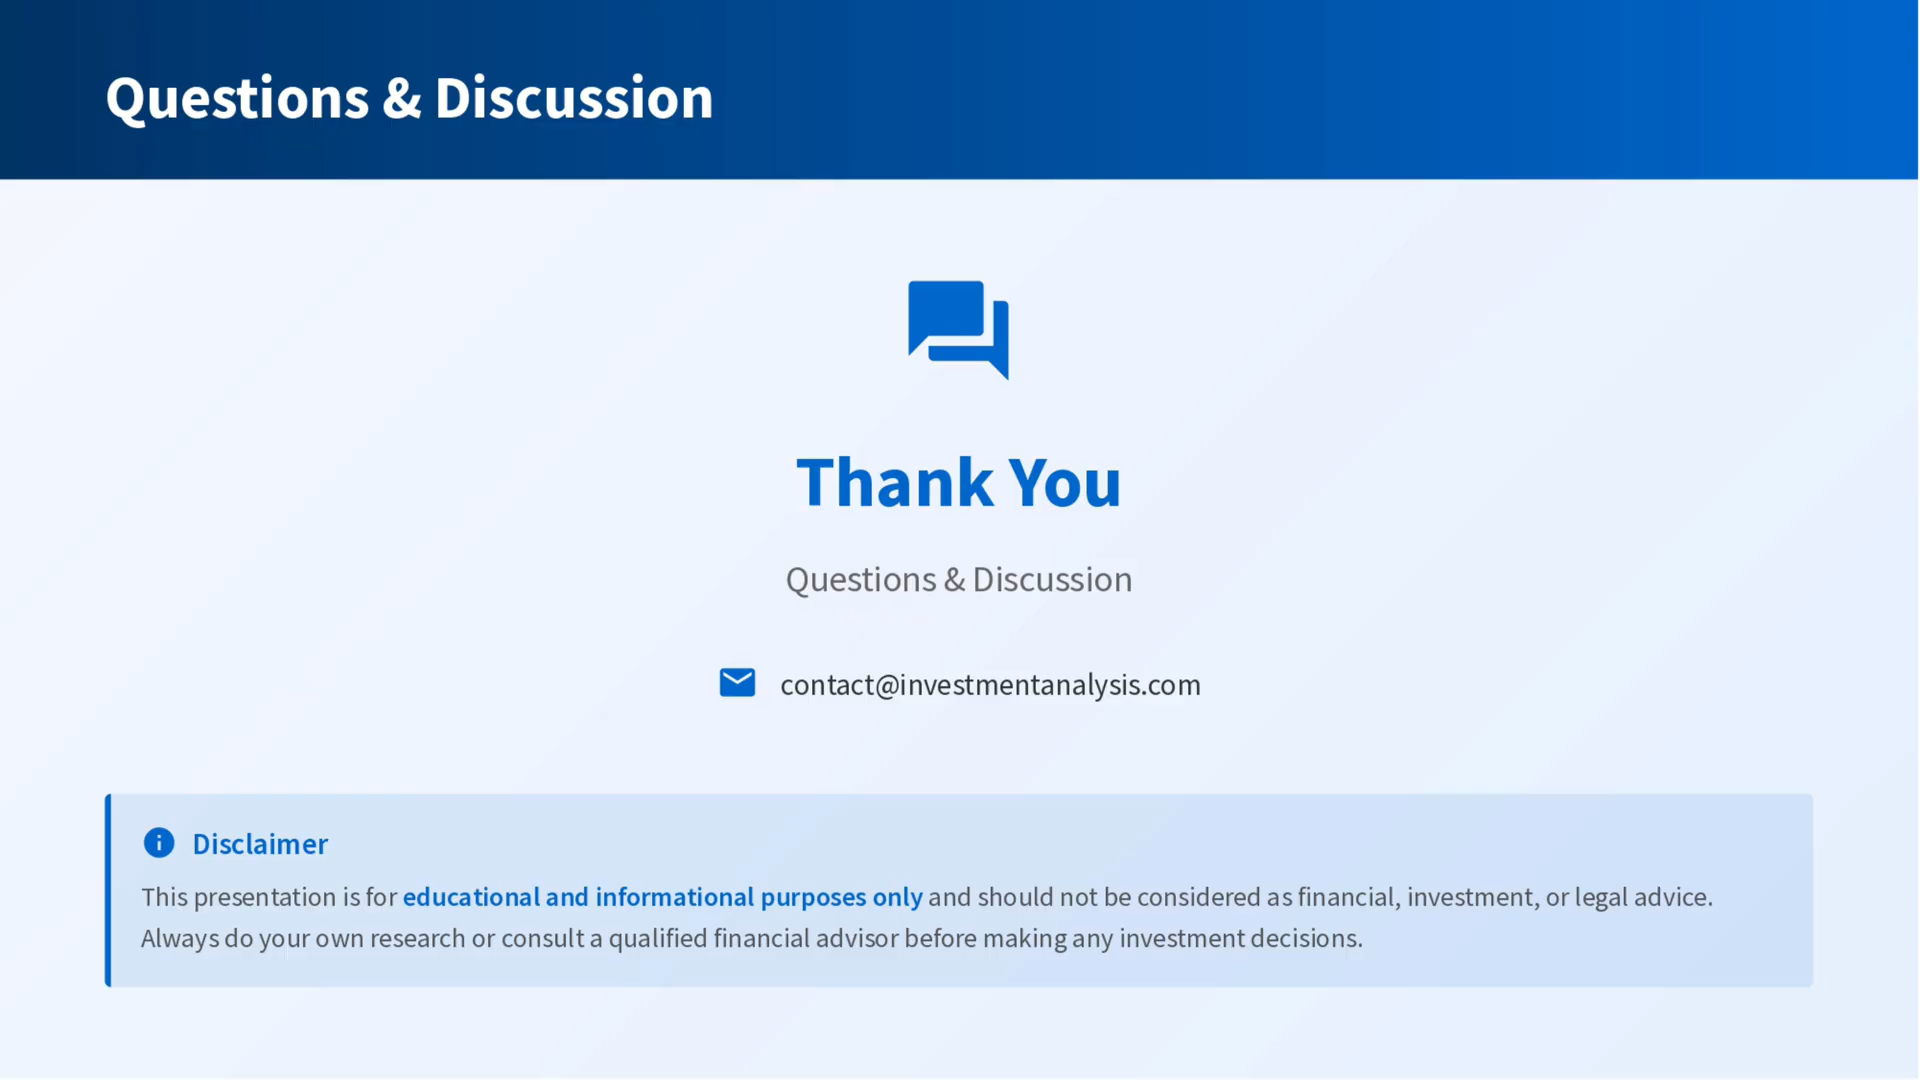 Questions & Discussion
Thank You
Questions & Discussion
contact@investmentanalysis.com
Disclaimer
This presentation is for educational and informational purposes only and should not be considered as financial, investment, or legal advice.
Always do your own research or consult a qualified financial advisor before making any investment decisions.